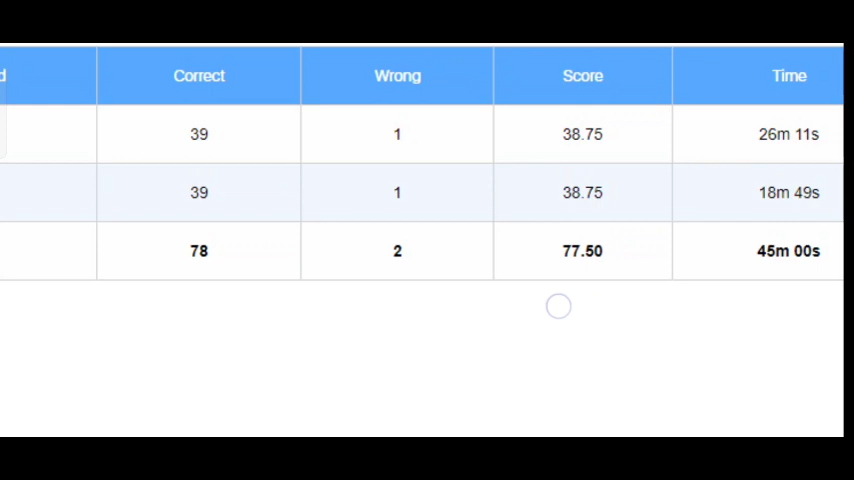 d Correct Wrong Score Time
39 1 38.75 26m 11s
39 1 38.75 18m 49s
78 2 77.50 45m 00s